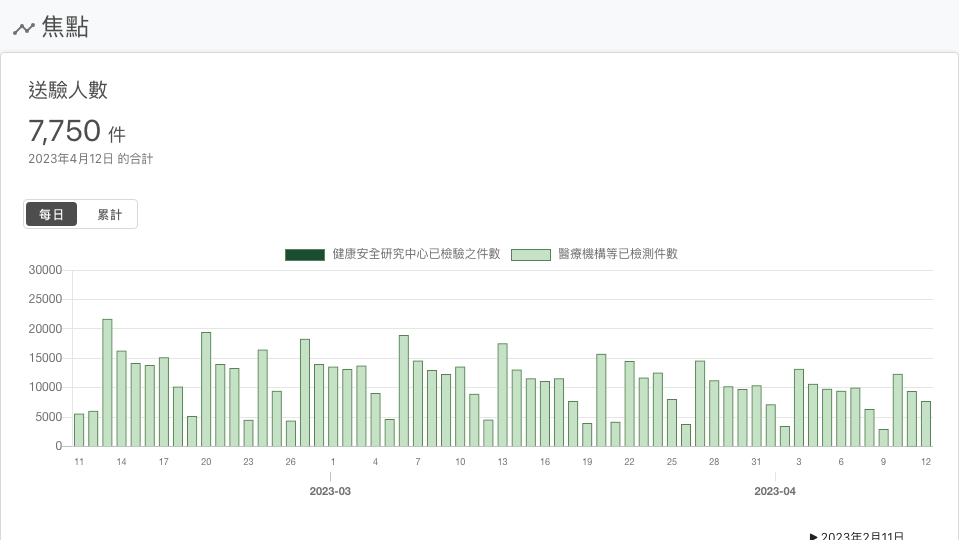 焦點
送驗人數
7,750 件
2023年4月12日 的合計
每日 累計
健康安全研究中心已檢驗之件數 醫療機構等已檢測件數
30000
25000
20000
15000
10000
5000
0
11 14 17 20 23 26 1 4 7 10 13 16 19 22 25 28 31 3 6 9 12
2023-03 2023-04
▶ 2023年2月11日